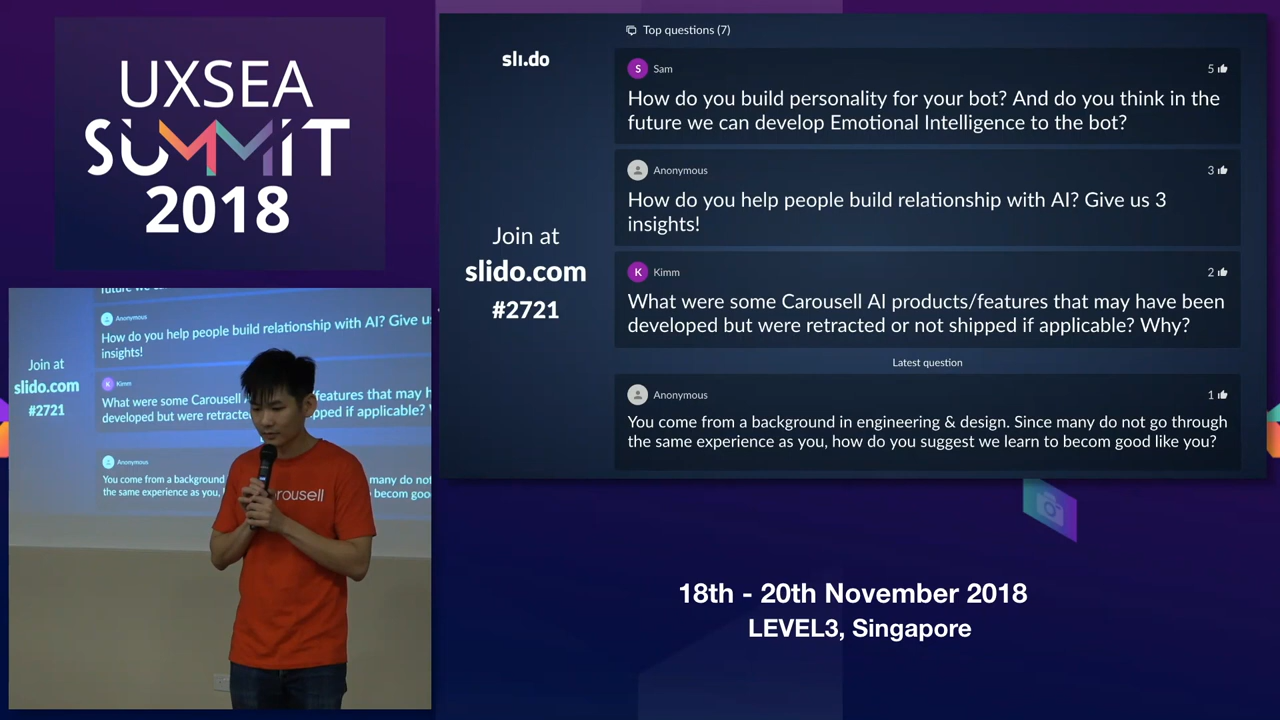 UXSEA
SUMMIT
2018
sli.do
Join at
slido.com
#2721
Top questions (7)
S
Sam
5
How do you build personality for your bot? And do you think in the
future we can develop Emotional Intelligence to the bot?
Anonymous
3
How do you help people build relationship with AI? Give us 3
insights!
K
Kimm
2
What were some Carousell AI products/features that may have been
developed but were retracted or not shipped if applicable? Why?
Latest question
Anonymous
1
You come from a background in engineering & design. Since many do not go through
the same experience as you, how do you suggest we learn to becom good like you?
Anonymous
How do you help people build relationship with AI? Give us
insights!
Join at
slido.com
#2721
K
Kimm
What were some Carousell features that may
developed but were retracted if applicable?
Anonymous
You come from a background many do not
the same experience as you, becom good
rousell
18th - 20th November 2018
LEVEL3, Singapore